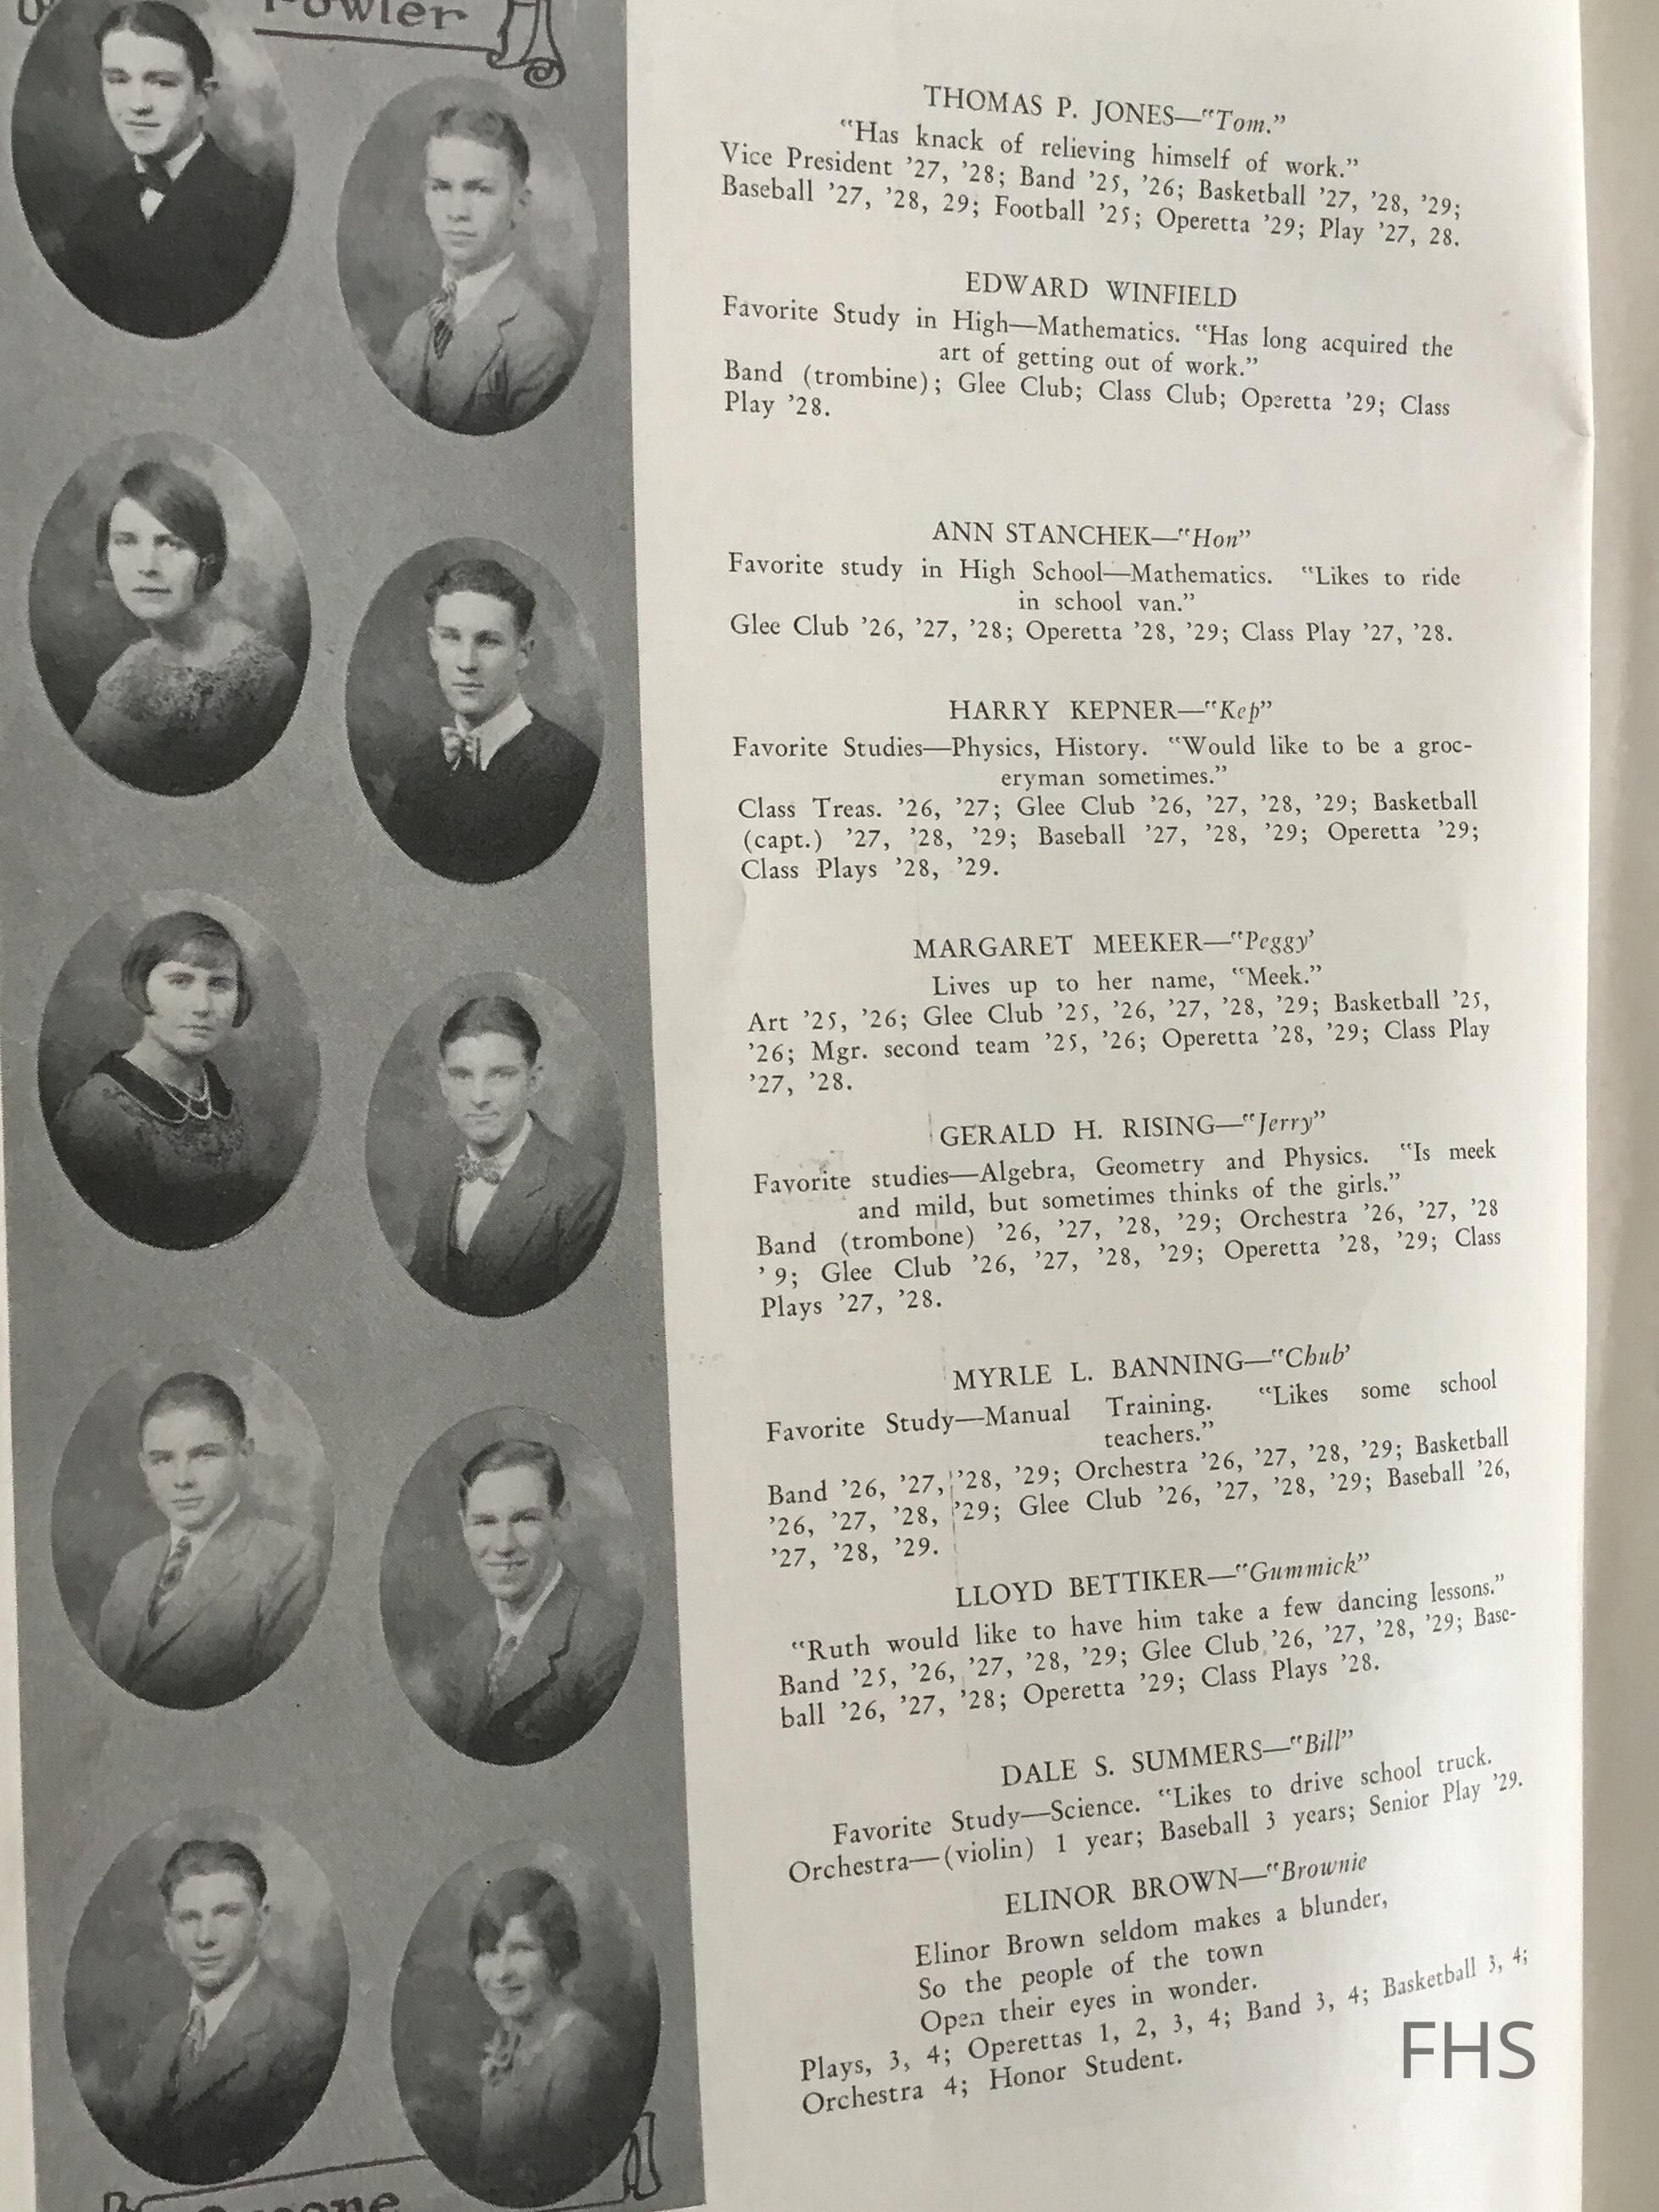 Fowler
THOMAS P. JONES—"Tom."
"Has knack of relieving himself of work."
Vice President '27, '28; Band '25, '26; Basketball '27, '28, '29;
Baseball '27, '28, 29; Football '25; Operetta '29; Play '27, 28.
EDWARD WINFIELD
Favorite Study in High—Mathematics. "Has long acquired the
art of getting out of work."
Band (trombine); Glee Club; Class Club; Operetta '29; Class
Play '28.
ANN STANCHEK—"Hon"
Favorite study in High School—Mathematics. "Likes to ride
in school van."
Glee Club '26, '27, '28; Operetta '28, '29; Class Play '27, '28.
HARRY KEPNER—"Kep"
Favorite Studies—Physics, History. "Would like to be a groc-
eryman sometimes."
Class Treas. '26, '27; Glee Club '26, '27, '28, '29; Basketball
(capt.) '27, '28, '29; Baseball '27, '28, '29; Operetta '29;
Class Plays '28, '29.
MARGARET MEEKER—"Peggy'
Lives up to her name, "Meek."
Art '25, '26; Glee Club '25, '26, '27, '28, '29; Basketball '25,
'26; Mgr. second team '25, '26; Operetta '28, '29; Class Play
'27, '28.
GERALD H. RISING—"Jerry"
Favorite studies—Algebra, Geometry and Physics. "Is meek
and mild, but sometimes thinks of the girls."
Band (trombone) '26, '27, '28, '29; Orchestra '26, '27, '28
' 9; Glee Club '26, '27, '28, '29; Operetta '28, '29; Class
Plays '27, '28.
MYRLE L. BANNING—"Chub'
Favorite Study—Manual Training. "Likes some school
teachers."
Band '26, '27, '28, '29; Orchestra '26, '27, '28, '29; Basketball
'26, '27, '28, '29; Glee Club '26, '27, '28, '29; Baseball '26,
'27, '28, '29.
LLOYD BETTIKER—"Gummick"
"Ruth would like to have him take a few dancing lessons."
Band '25, '26, '27, '28, '29; Glee Club '26, '27, '28, '29; Base-
ball '26, '27, '28; Operetta '29; Class Plays '28.
DALE S. SUMMERS—"Bill"
Favorite Study—Science. "Likes to drive school truck.
Orchestra—(violin) 1 year; Baseball 3 years; Senior Play '29.
ELINOR BROWN—"Brownie
Elinor Brown seldom makes a blunder,
So the people of the town
Open their eyes in wonder.
Plays, 3, 4; Operettas 1, 2, 3, 4; Band 3, 4; Basketball 3, 4;
Orchestra 4; Honor Student.
FHS